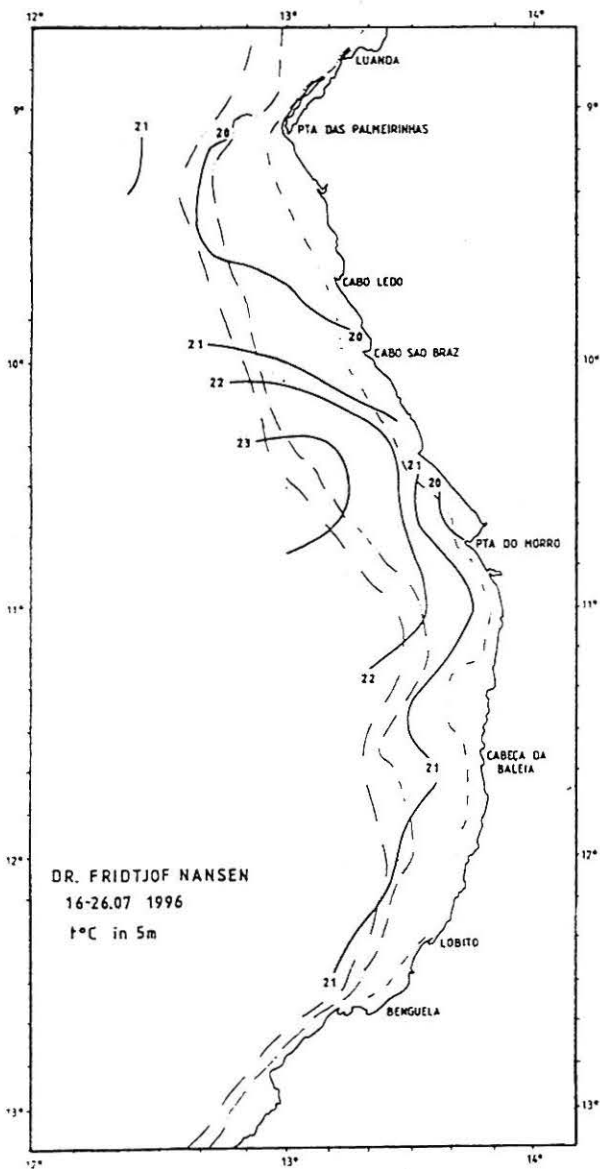 12°
13°
14°
LUANDA
9°
9°
21
20
PTA DAS PALMEIRINHAS
CABO LEDO
20
21
10°
CABO SAO BRAZ
10°
22
23
21
20
PTA DO MORRO
11°
11°
22
CABEÇA DA
BALEIA
21
12°
12°
DR. FRIDTJOF NANSEN
16-26.07 1996
t°C in 5m
LOBITO
21
BENGUELA
13°
13°
12°
13°
14°